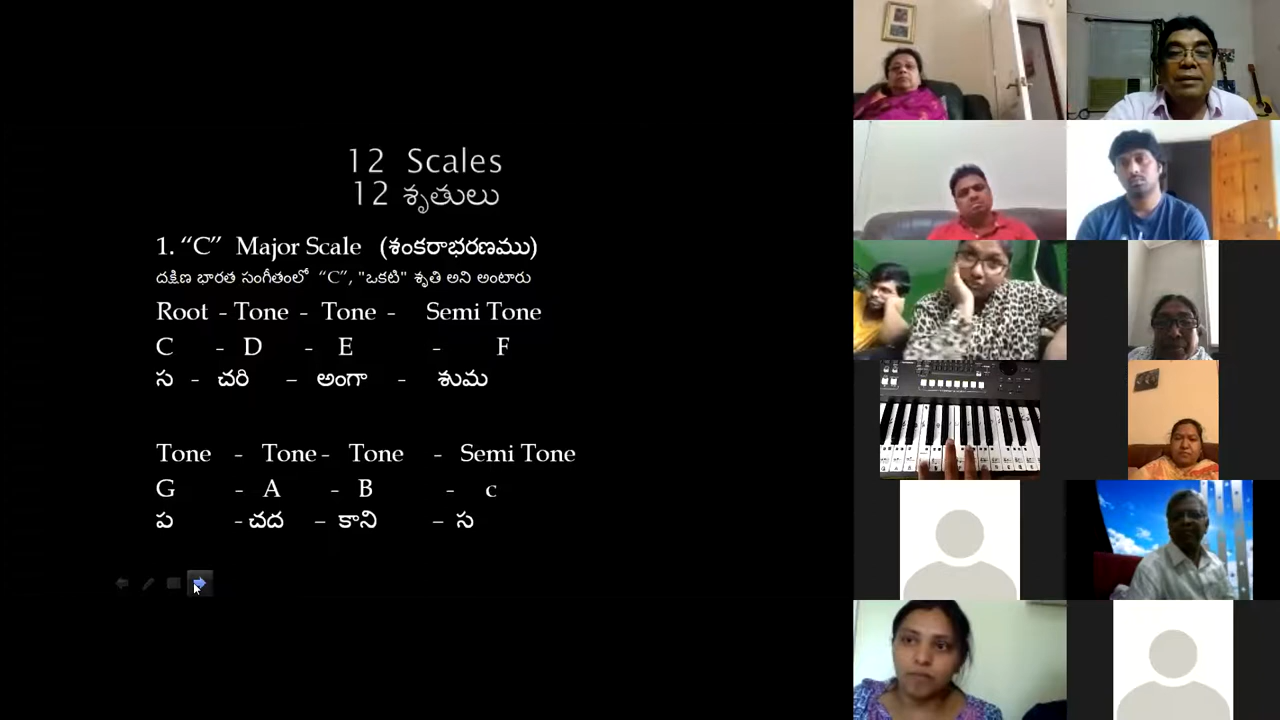 12 Scales
12 శృతులు
1. “C” Major Scale (శంకరాభరణము)
దక్షిణ భారత సంగీతంలో “C”, "ఒకటి" శృతి అని అంటారు
Root - Tone - Tone - Semi Tone
C - D - E - F
స - చరి - అంగా - శుమ
Tone - Tone - Tone - Semi Tone
G - A - B - c
ప - చద - కాని - స